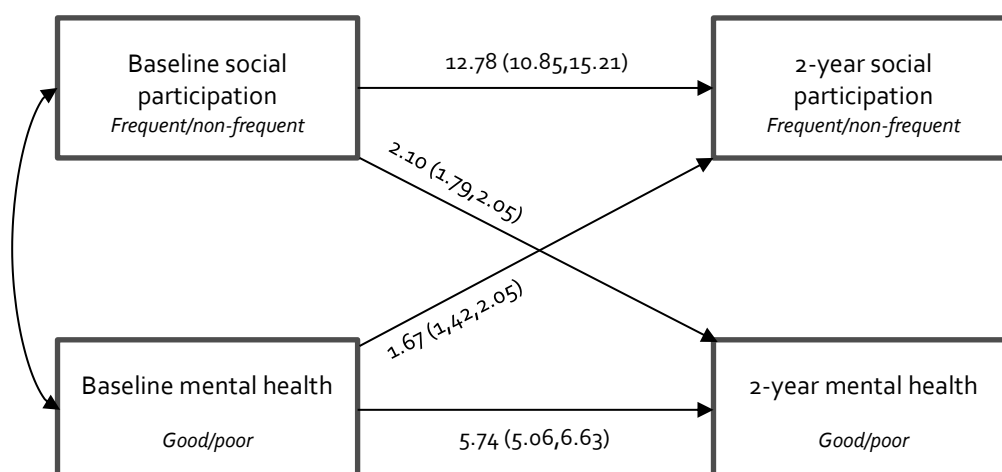 Baseline social
participation
Frequent/non-frequent
12.78 (10.85,15.21)
2-year social
participation
Frequent/non-frequent
2.10 (1.79,2.05)
1.67 (1,42,2.05)
Baseline mental health
Good/poor
5.74 (5.06,6.63)
2-year mental health
Good/poor